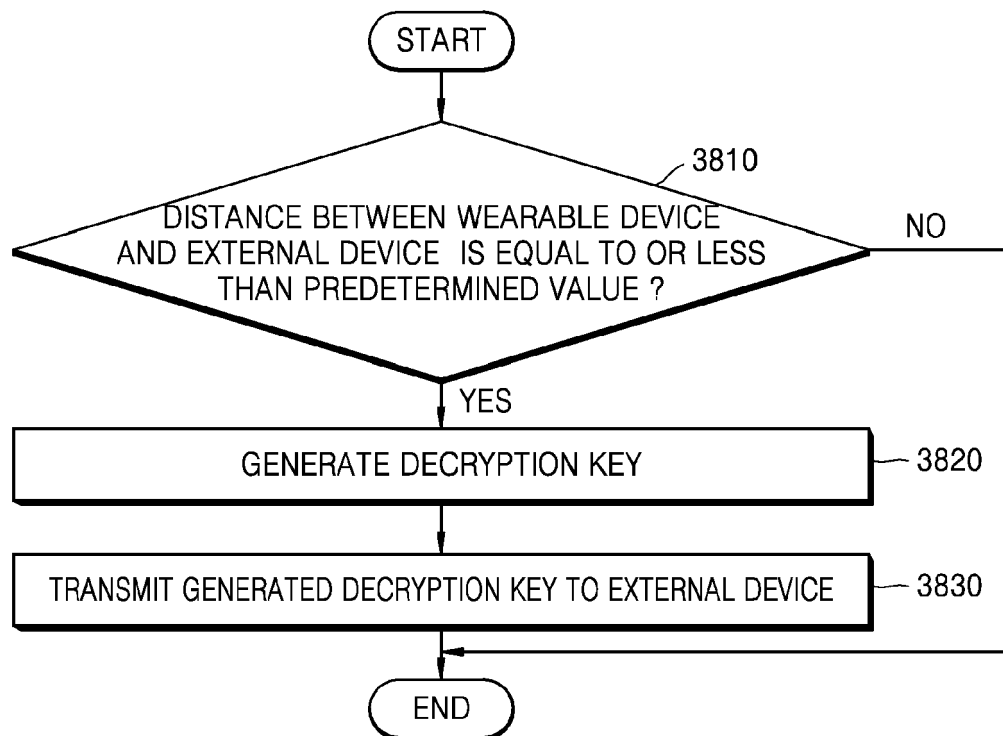 START
3810
DISTANCE BETWEEN WEARABLE DEVICE
AND EXTERNAL DEVICE IS EQUAL TO OR LESS
THAN PREDETERMINED VALUE ?
NO
YES
GENERATE DECRYPTION KEY
3820
TRANSMIT GENERATED DECRYPTION KEY TO EXTERNAL DEVICE
3830
END